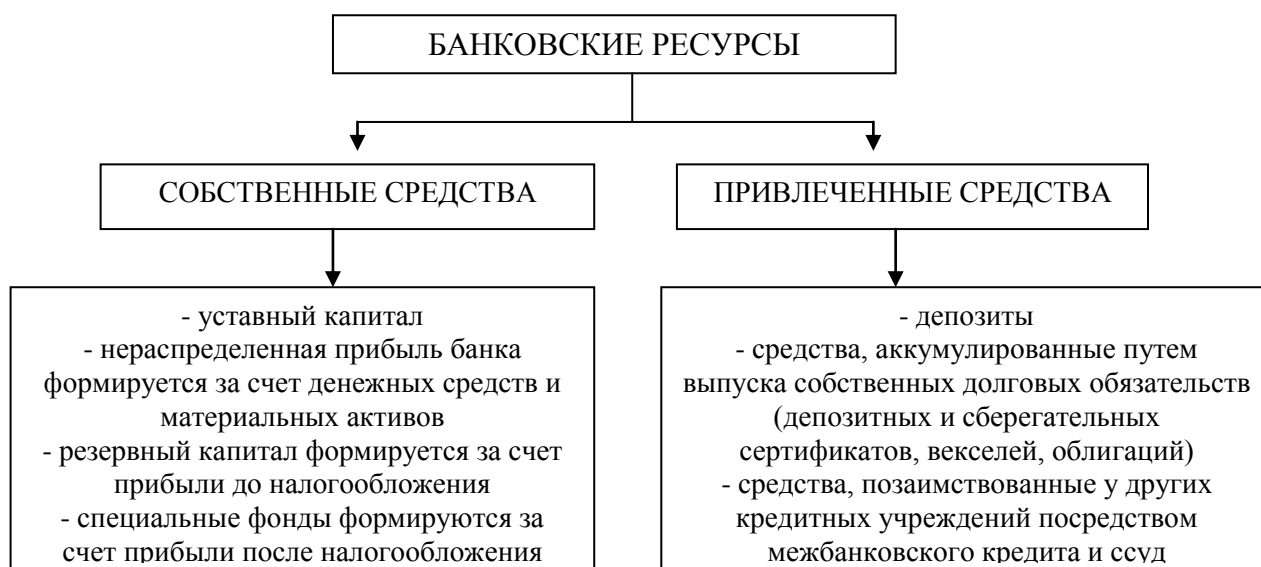 БАНКОВСКИЕ РЕСУРСЫ
СОБСТВЕННЫЕ СРЕДСТВА
ПРИВЛЕЧЕННЫЕ СРЕДСТВА
- уставный капитал
- нераспределенная прибыль банка
формируется за счет денежных средств и
материальных активов
- резервный капитал формируется за счет
прибыли до налогообложения
- специальные фонды формируются за
счет прибыли после налогообложения
- депозиты
- средства, аккумулированные путем
выпуска собственных долговых обязательств
(депозитных и сберегательных
сертификатов, векселей, облигаций)
- средства, позаимствованные у других
кредитных учреждений посредством
межбанковского кредита и ссуд